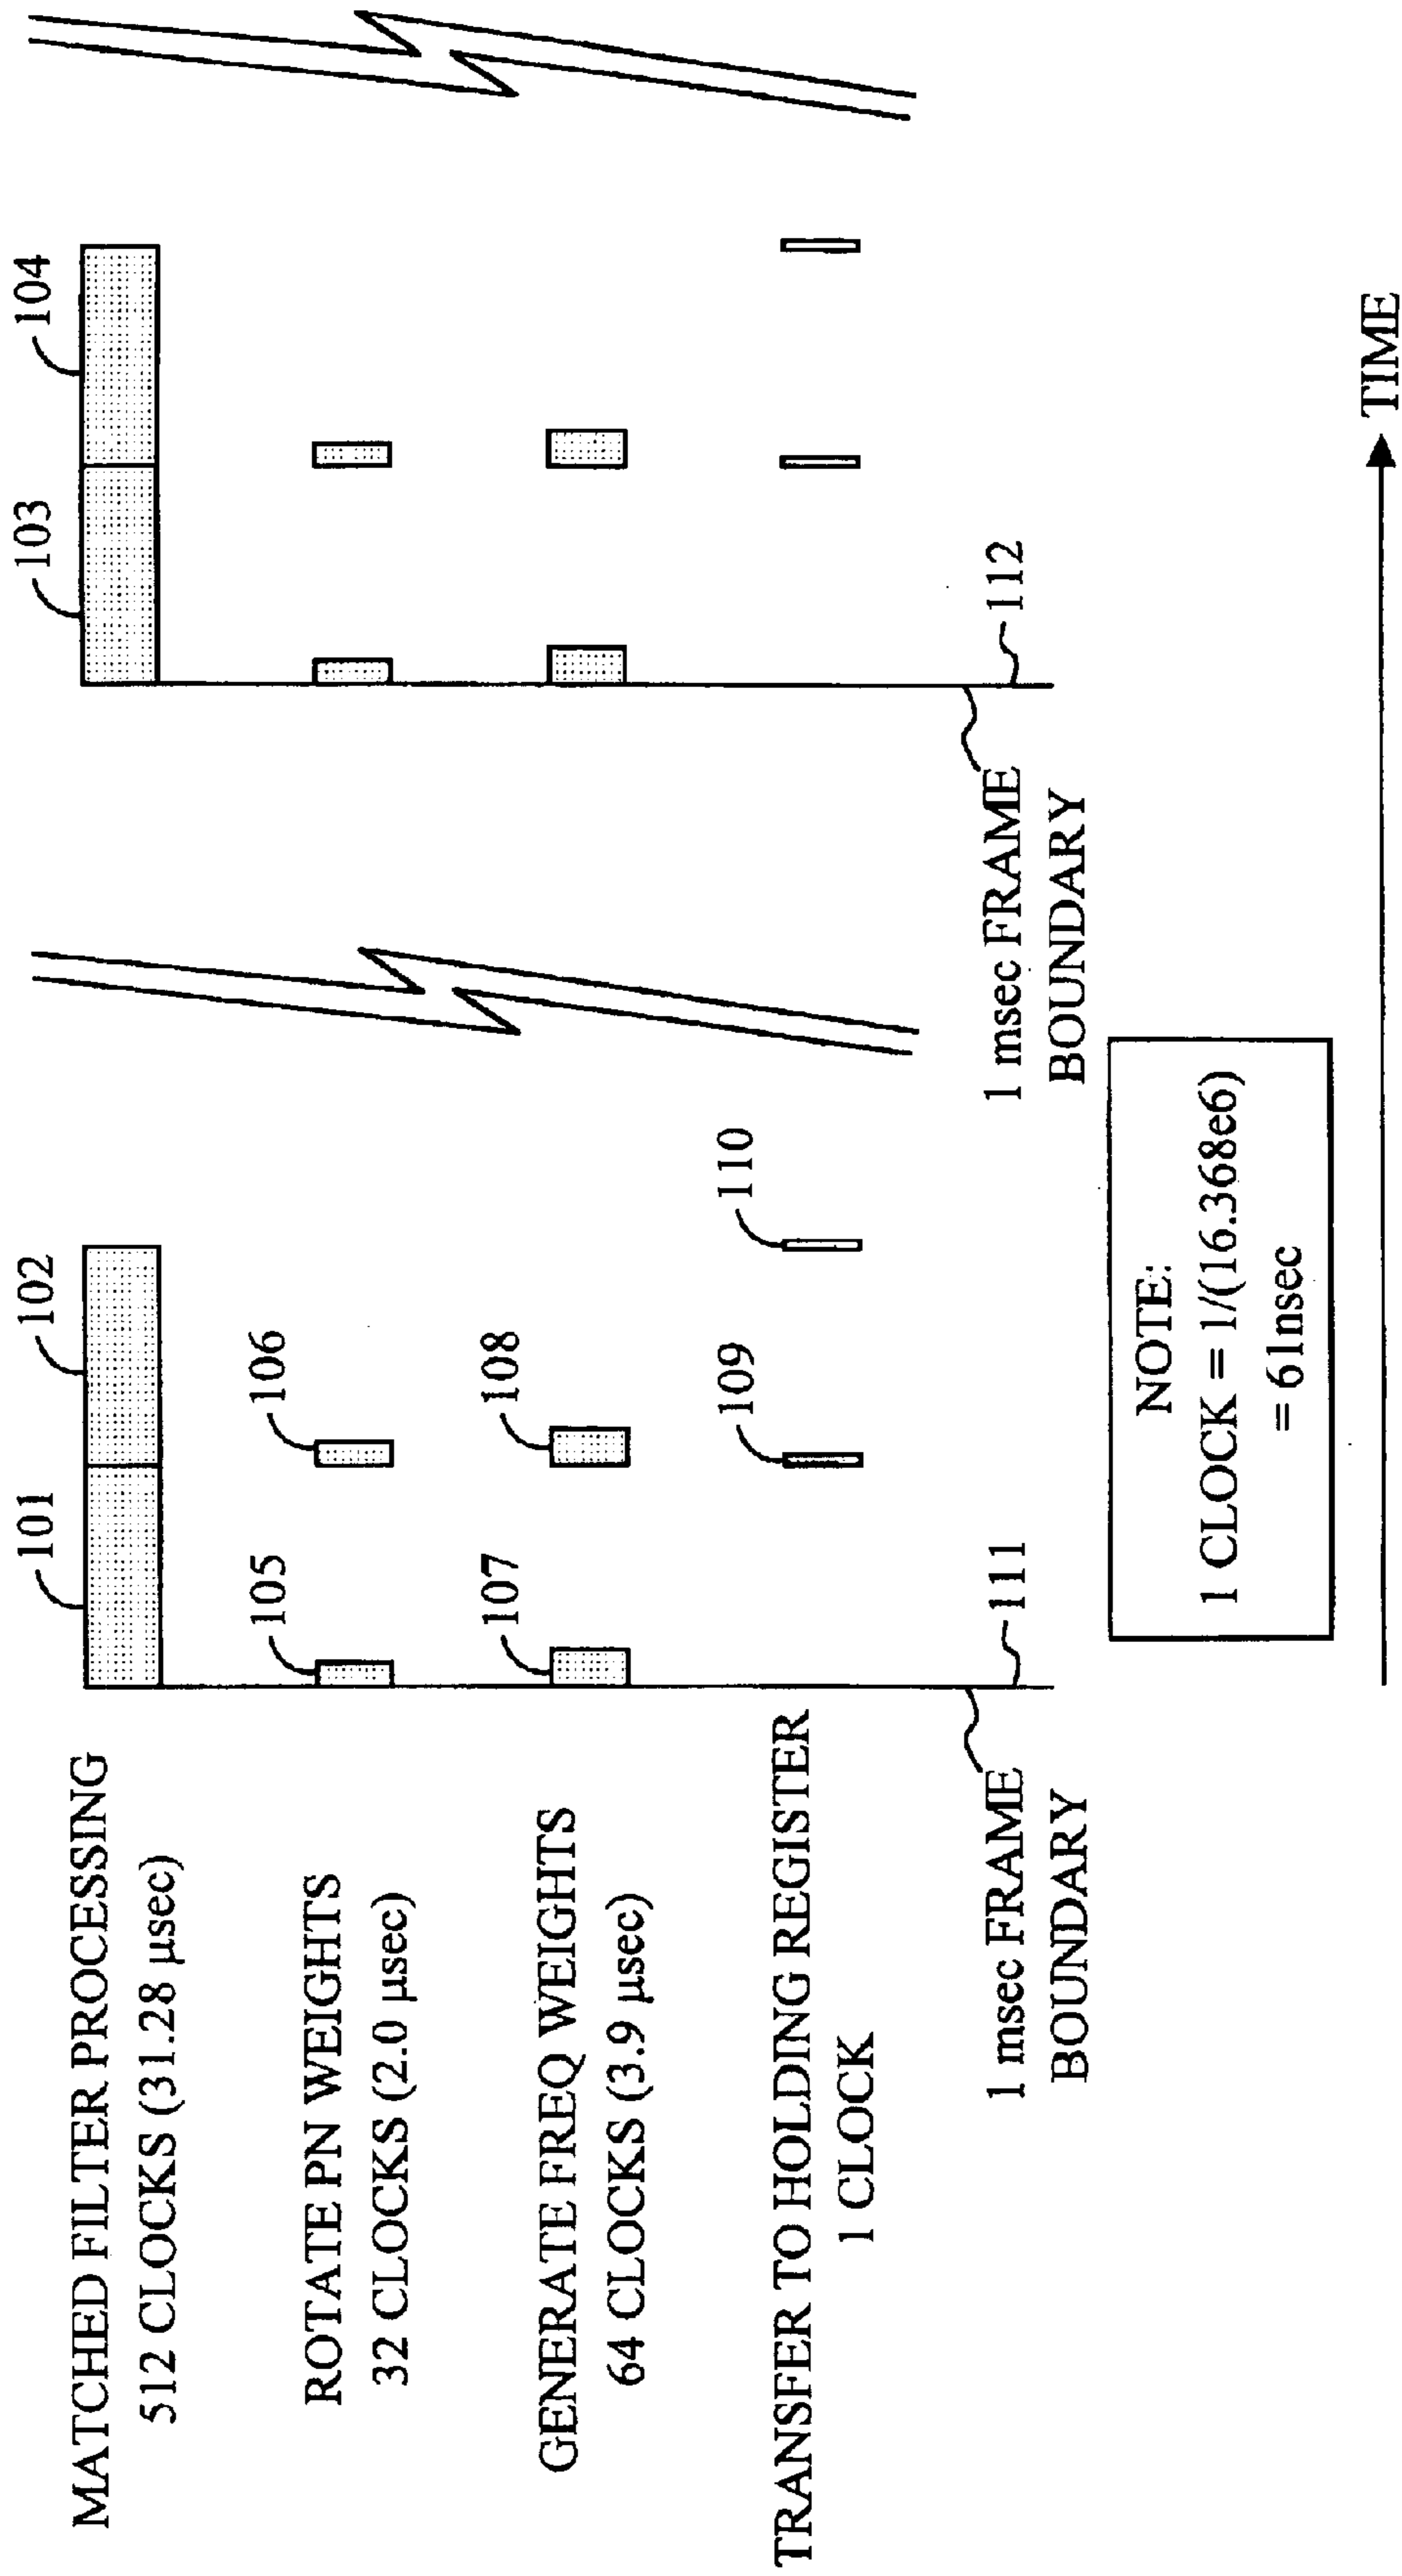 MATCHED FILTER PROCESSING
512 CLOCKS (31.28 µsec)
101
102
103
104
ROTATE PN WEIGHTS
32 CLOCKS (2.0 µsec)
105
106
GENERATE FREQ WEIGHTS
64 CLOCKS (3.9 µsec)
107
108
TRANSFER TO HOLDING REGISTER
1 CLOCK
109
110
111
112
1 msec FRAME
BOUNDARY
1 msec FRAME
BOUNDARY
NOTE:
1 CLOCK = 1/(16.368e6)
= 61nsec
TIME